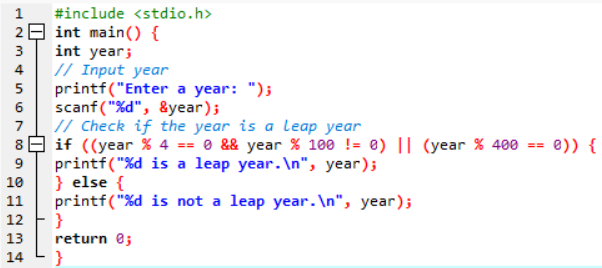 1 #include <stdio.h>
2 int main() {
3 int year;
4 // Input year
5 printf("Enter a year: ");
6 scanf("%d", &year);
7 // Check if the year is a leap year
8 if ((year % 4 == 0 && year % 100 != 0) || (year % 400 == 0)) {
9 printf("%d is a leap year.\n", year);
10 } else {
11 printf("%d is not a leap year.\n", year);
12 }
13 return 0;
14 }